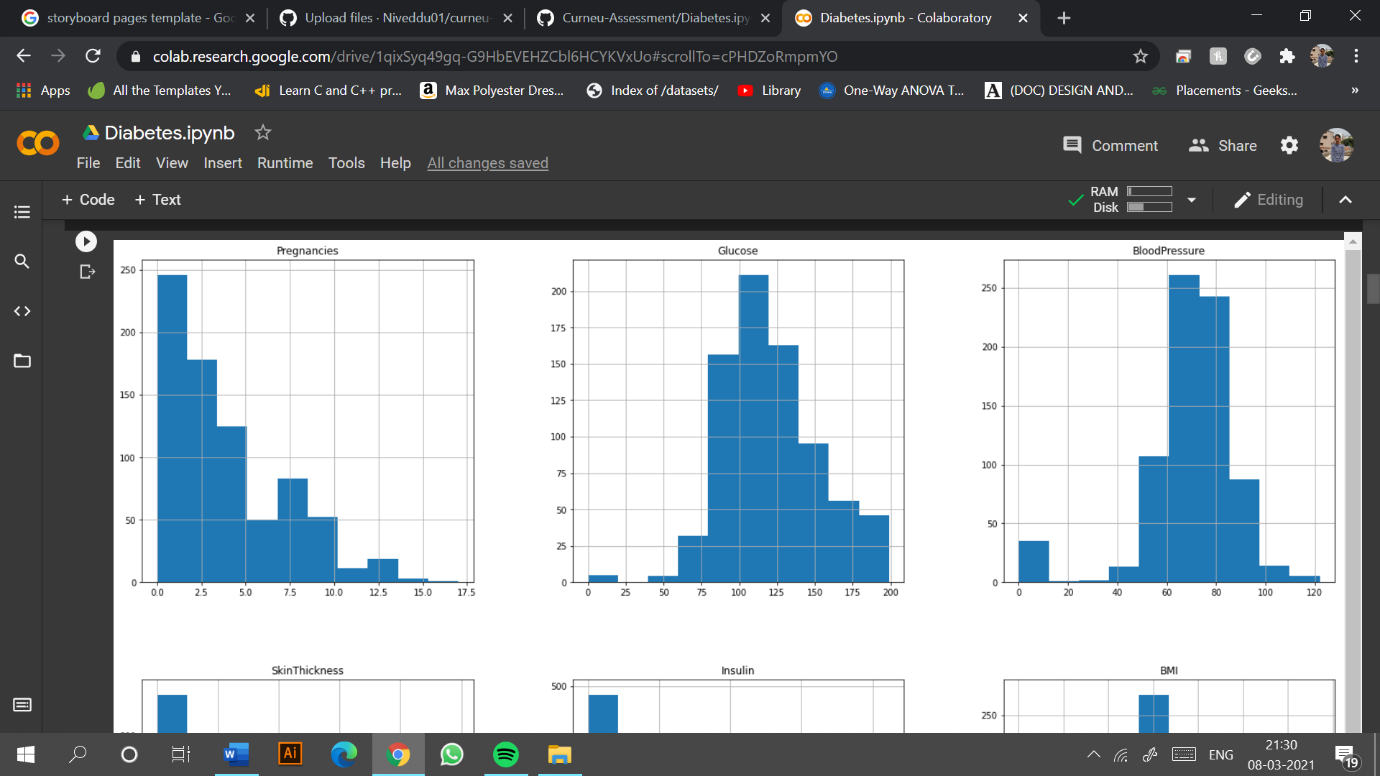 storyboard pages template - Goo
Upload files · Niveddu01/curneu-
Curneu-Assessment/Diabetes.ipy
Diabetes.ipynb - Colaboratory
colab.research.google.com/drive/1qixSyq49gq-G9HbEVEHZCbl6HCYKVxUo#scrollTo=cPHDZoRmpmYO
Apps
All the Templates Y...
Learn C and C++ pr...
Max Polyester Dres...
Index of /datasets/
Library
One-Way ANOVA T...
(DOC) DESIGN AND...
Placements - Geeks...
»
Diabetes.ipynb
File Edit View Insert Runtime Tools Help All changes saved
Comment
Share
+ Code + Text
RAM
Disk
Editing
Pregnancies
250
200
150
100
50
0
0.0 2.5 5.0 7.5 10.0 12.5 15.0 17.5
Glucose
200
175
150
125
100
75
50
25
0
0 25 50 75 100 125 150 175 200
BloodPressure
250
200
150
100
50
0
0 20 40 60 80 100 120
SkinThickness
Insulin
500
BMI
250
W
Ai
ENG
21:30
08-03-2021
19